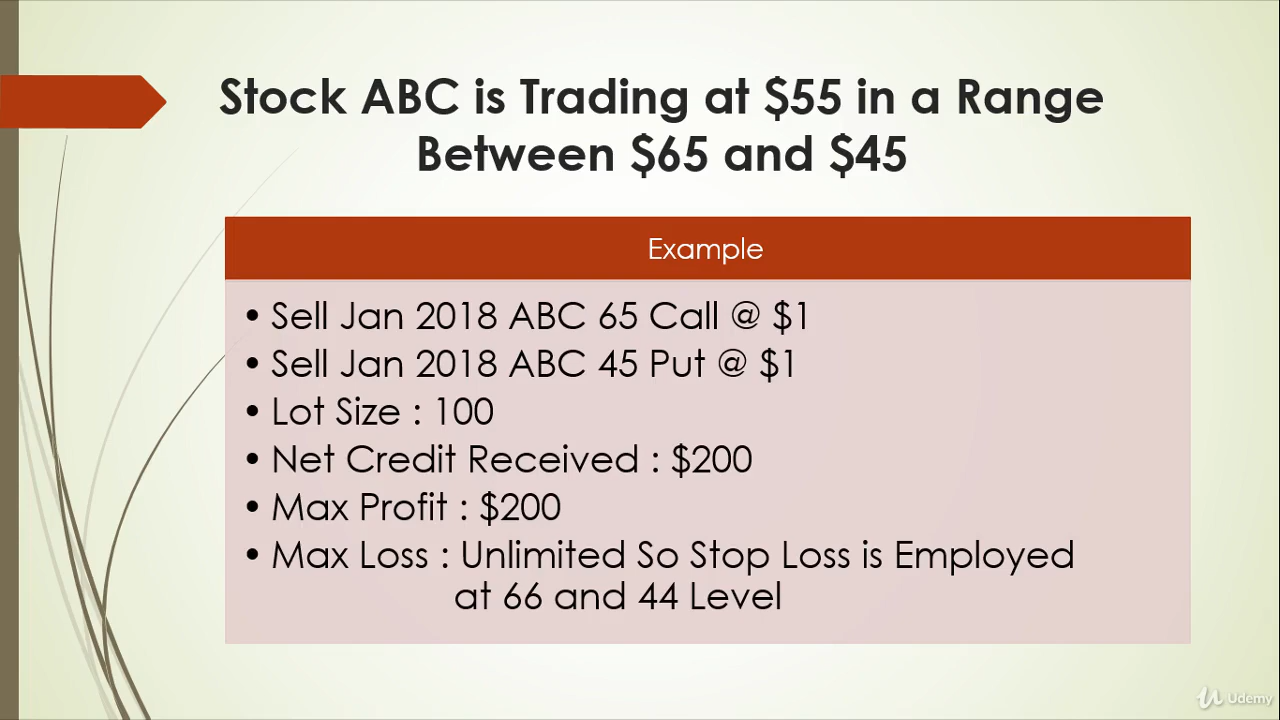 Stock ABC is Trading at $55 in a Range
Between $65 and $45
Example
• Sell Jan 2018 ABC 65 Call @ $1
• Sell Jan 2018 ABC 45 Put @ $1
• Lot Size : 100
• Net Credit Received : $200
• Max Profit : $200
• Max Loss : Unlimited So Stop Loss is Employed
at 66 and 44 Level
Udemy